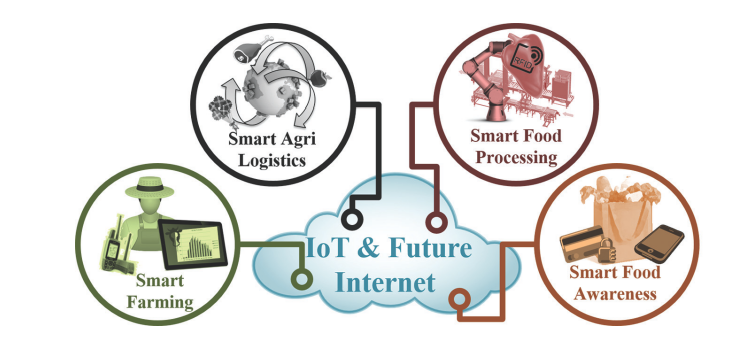 Smart Agri
Logistics
RFID
Smart Food
Processing
Smart
Farming
IoT & Future
Internet
Smart Food
Awareness